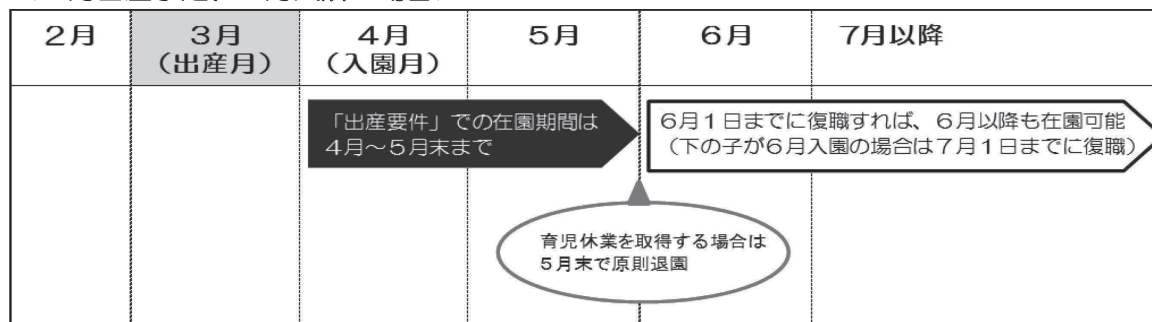 2月
3月
（出産月）
4月
（入園月）
5月
6月
7月以降
「出産要件」での在園期間は
4月～5月末まで
6月1日までに復職すれば、6月以降も在園可能
（下の子が6月入園の場合は7月1日までに復職）
育児休業を取得する場合は
5月末で原則退園